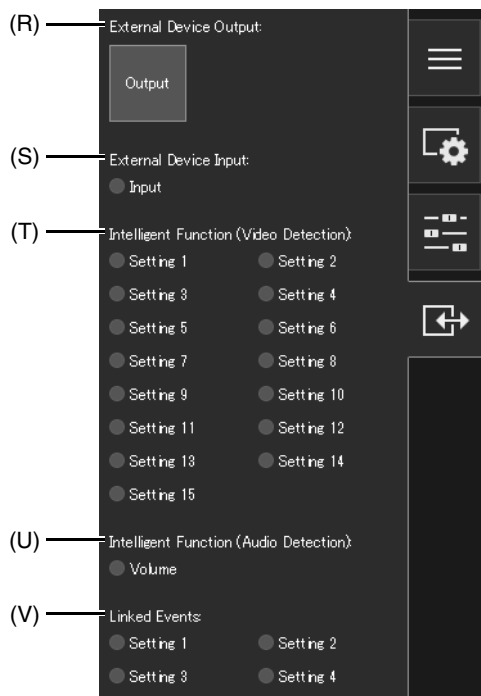 (R) External Device Output:
Output
(S) External Device Input:
Input
(T) Intelligent Function (Video Detection):
Setting 1 Setting 2
Setting 3 Setting 4
Setting 5 Setting 6
Setting 7 Setting 8
Setting 9 Setting 10
Setting 11 Setting 12
Setting 13 Setting 14
Setting 15
(U) Intelligent Function (Audio Detection):
Volume
(V) Linked Events:
Setting 1 Setting 2
Setting 3 Setting 4